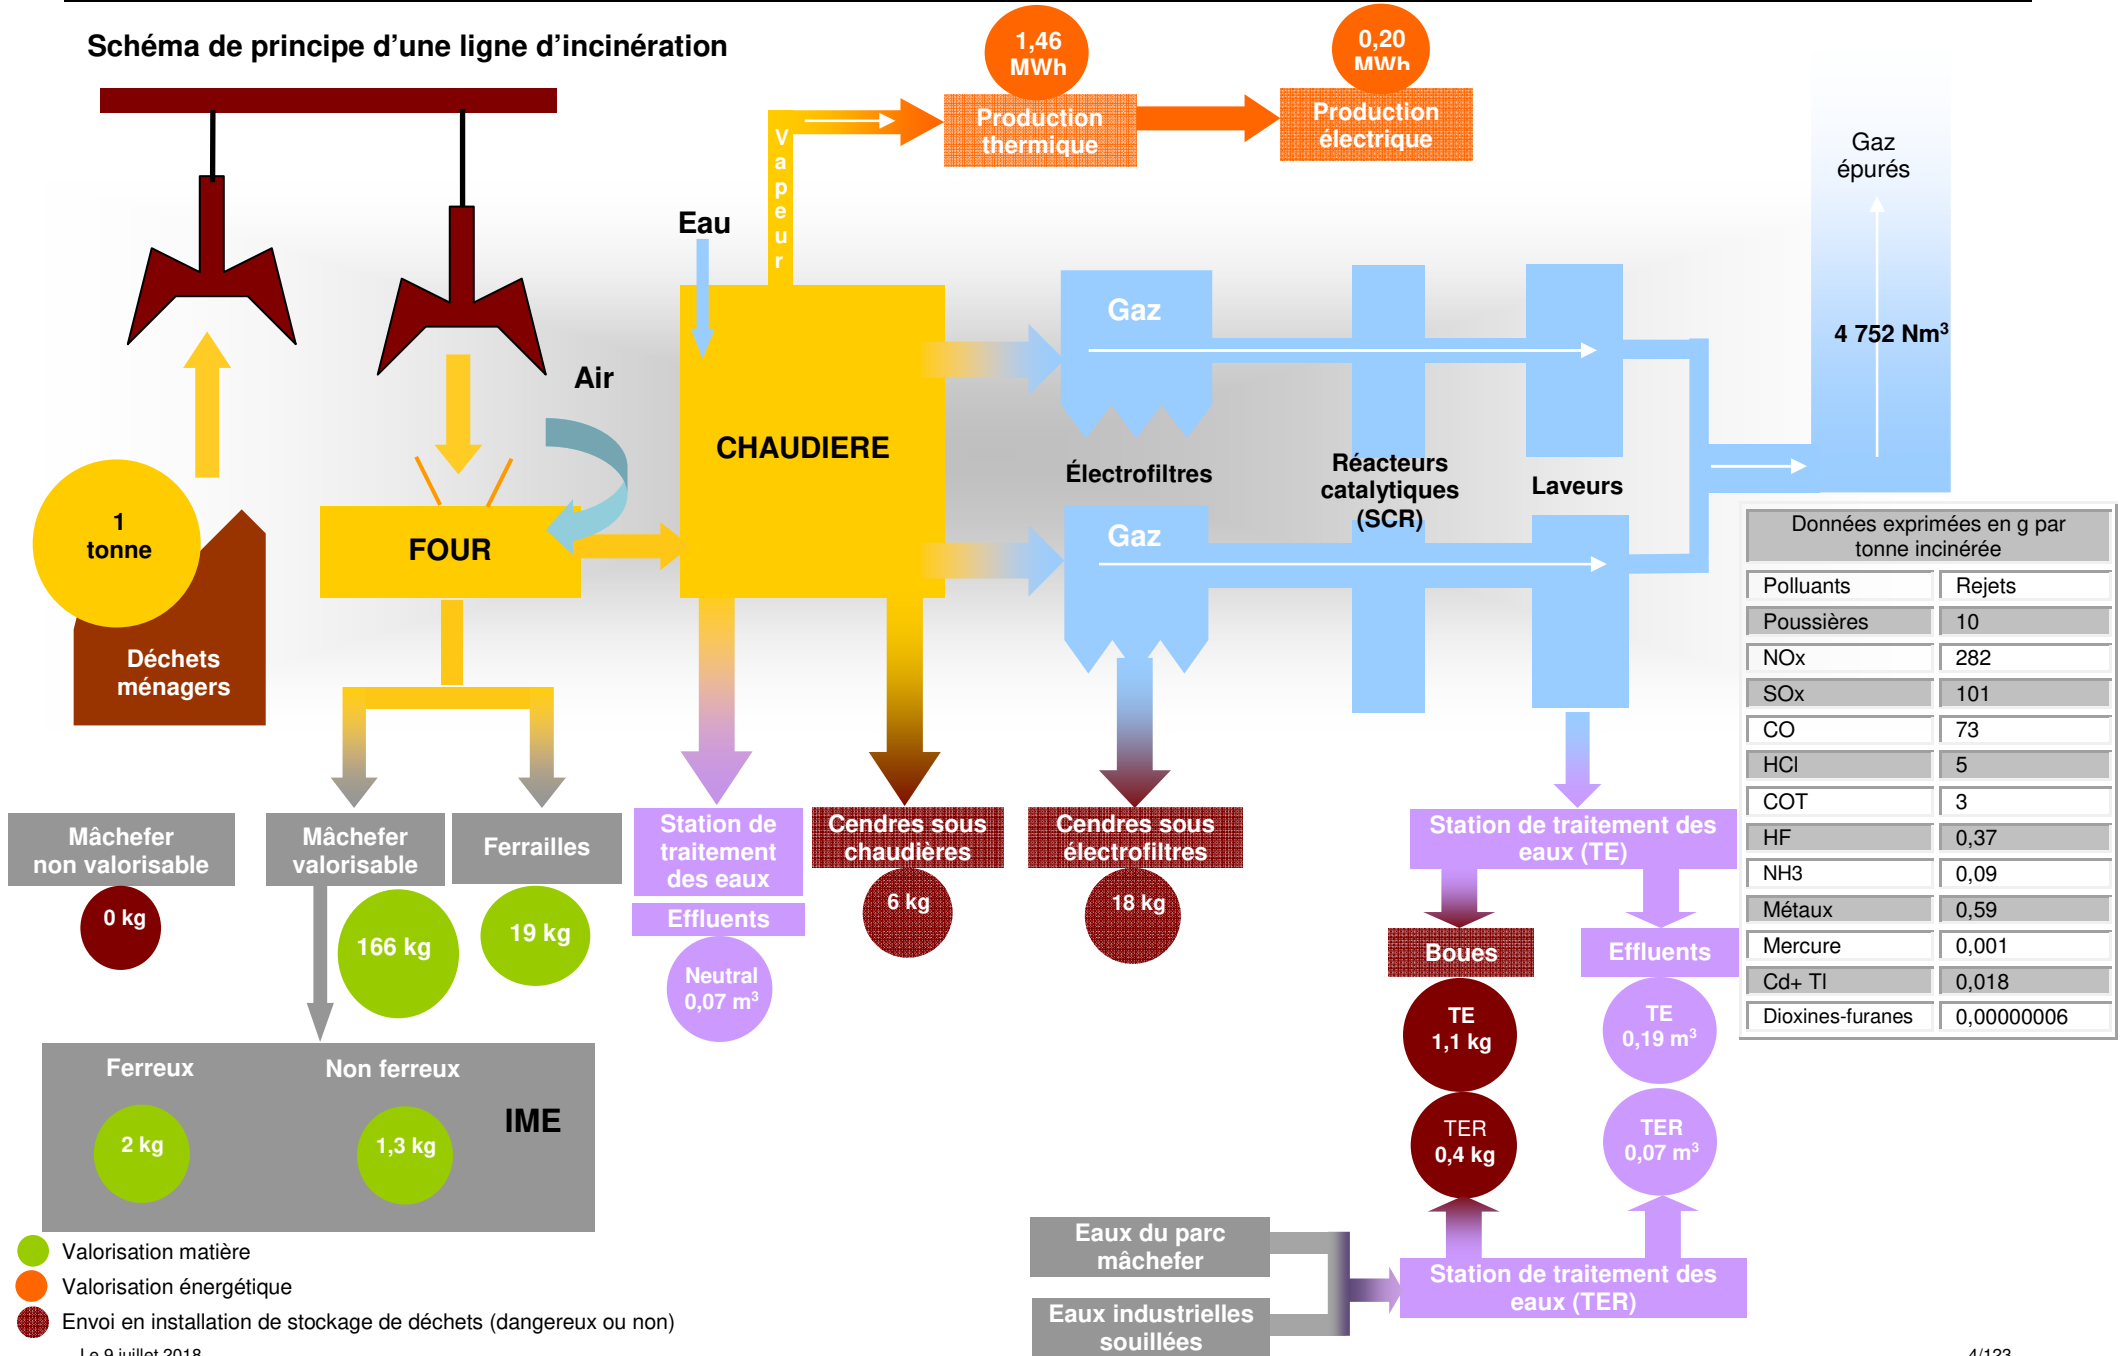 Schéma de principe d'une ligne d'incinération
1,46
MWh
0,20
MWh
Production
thermique
Production
électrique
Vapeur
Gaz
épurés
Eau
4 752 Nm³
Air
Gaz
CHAUDIERE
Électrofiltres
Réacteurs
catalytiques
(SCR)
Laveurs
1
tonne
FOUR
Gaz
Déchets
ménagers
Données exprimées en g par
tonne incinérée
Polluants Rejets
Poussières 10
NOx 282
SOx 101
CO 73
HCl 5
COT 3
HF 0,37
NH3 0,09
Métaux 0,59
Mercure 0,001
Cd+ Tl 0,018
Dioxines-furanes 0,00000006
Mâchefer
non valorisable
0 kg
Mâchefer
valorisable
166 kg
Ferrailles
19 kg
Station de
traitement
des eaux
Effluents
Neutral
0,07 m³
Cendres sous
chaudières
6 kg
Cendres sous
électrofiltres
18 kg
Station de traitement des
eaux (TE)
Boues
Effluents
TE
1,1 kg
TE
0,19 m³
TER
0,4 kg
TER
0,07 m³
Ferreux
Non ferreux
IME
2 kg
1,3 kg
Eaux du parc
mâchefer
Eaux industrielles
souillées
Station de traitement des
eaux (TER)
Valorisation matière
Valorisation énergétique
Envoi en installation de stockage de déchets (dangereux ou non)
Le 9 juillet 2018
4/123